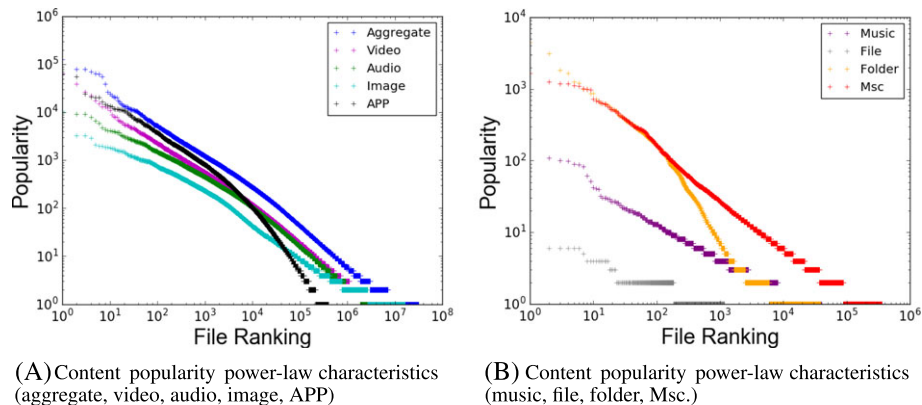 10^6
10^5
10^4
10^3
10^2
10^1
10^0
Popularity
Aggregate
Video
Audio
Image
APP
10^0 10^1 10^2 10^3 10^4 10^5 10^6 10^7 10^8
File Ranking
(A) Content popularity power-law characteristics
(aggregate, video, audio, image, APP)
10^4
10^3
10^2
10^1
10^0
Popularity
Music
File
Folder
Msc
10^0 10^1 10^2 10^3 10^4 10^5 10^6
File Ranking
(B) Content popularity power-law characteristics
(music, file, folder, Msc.)